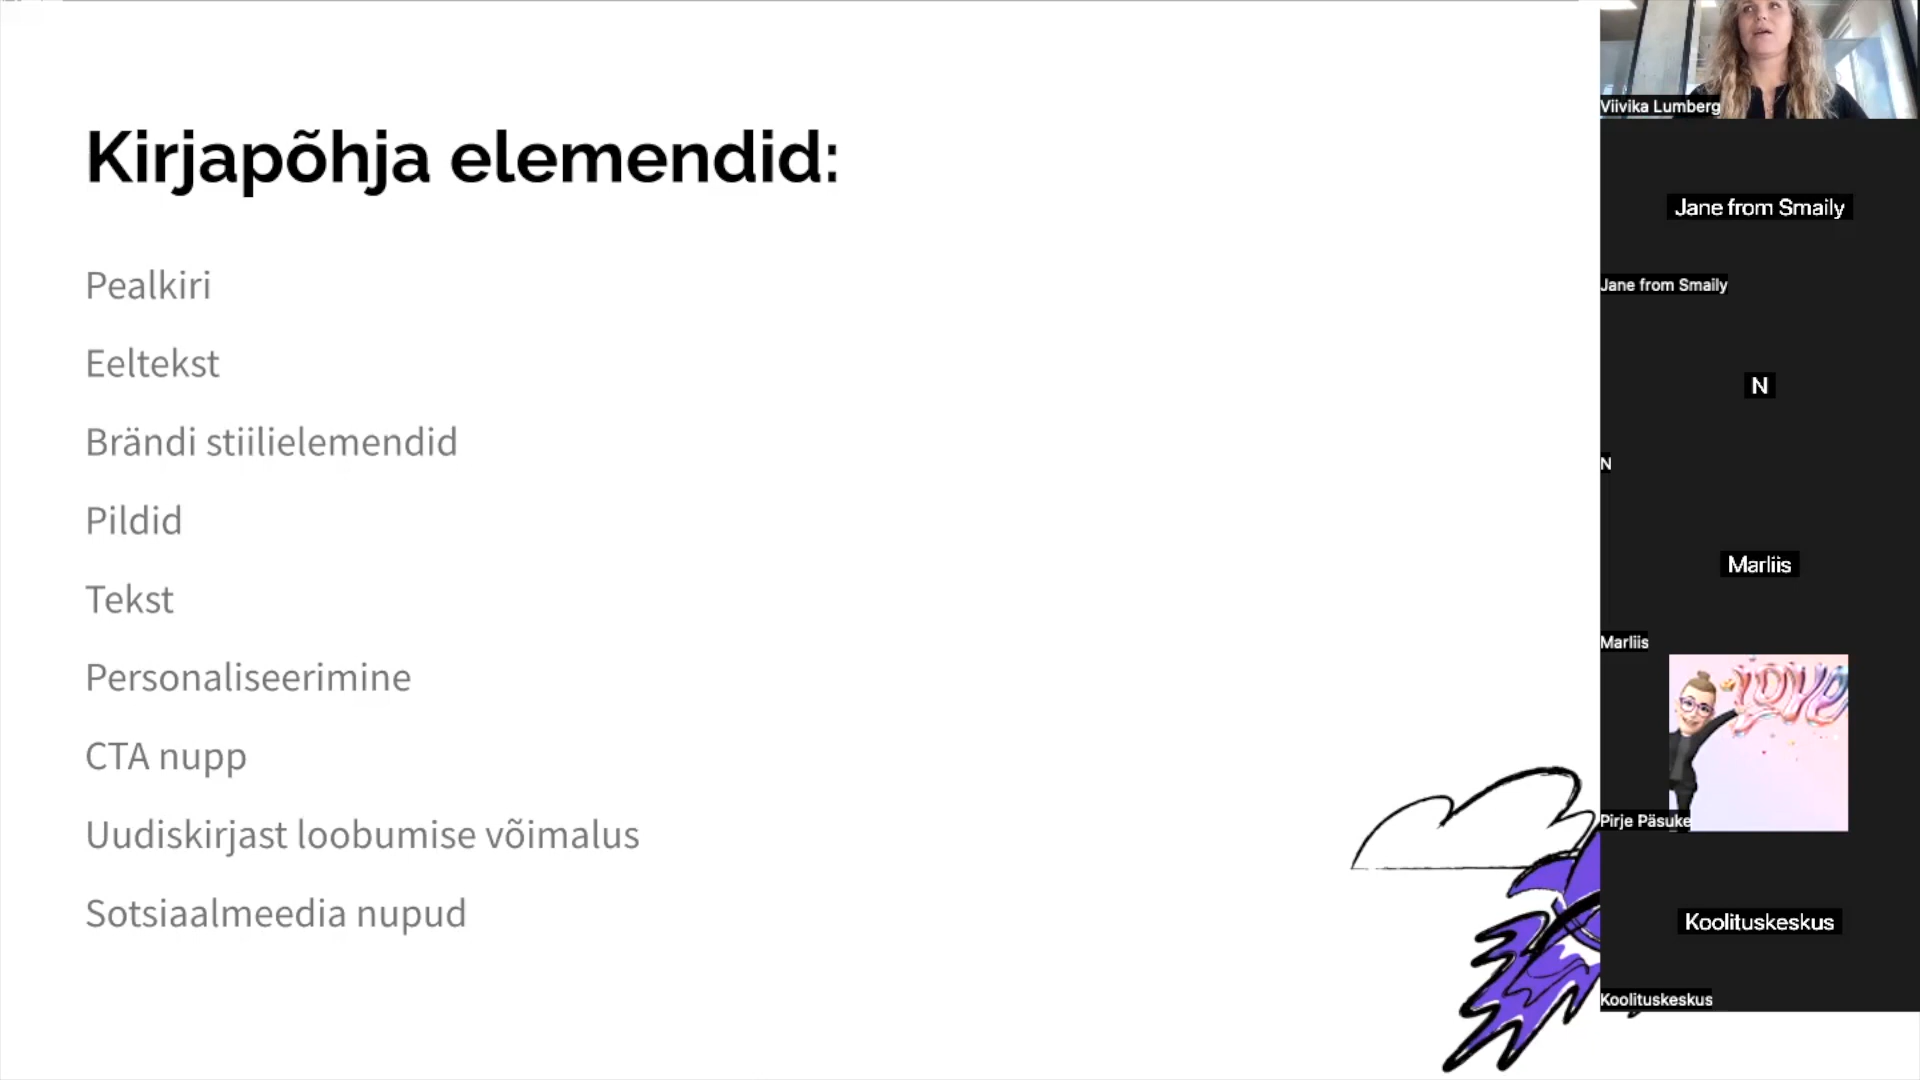 Kirjapõhja elemendid:
Pealkiri
Eeltekst
Brändi stiilielemendid
Pildid
Tekst
Personaliseerimine
CTA nupp
Uudiskirjast loobumise võimalus
Sotsiaalmeedia nupud
Viivika Lumberg
Jane from Smaily
Jane from Smaily
N
N
Marliis
Marliis
Pirje Päsuke
Koolituskeskus
Koolituskeskus